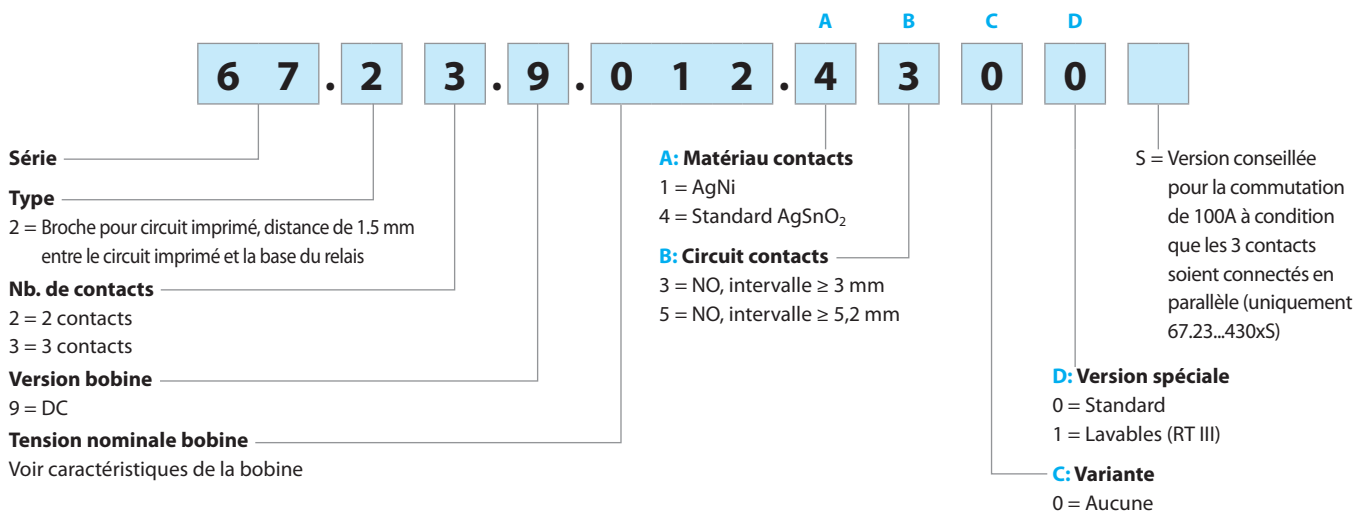 A B C D
6 7 . 2 3 . 9 . 0 1 2 . 4 3 0 0
Série
Type
2 = Broche pour circuit imprimé, distance de 1.5 mm
entre le circuit imprimé et la base du relais
Nb. de contacts
2 = 2 contacts
3 = 3 contacts
Version bobine
9 = DC
Tension nominale bobine
Voir caractéristiques de la bobine
A: Matériau contacts
1 = AgNi
4 = Standard AgSnO₂
B: Circuit contacts
3 = NO, intervalle ≥ 3 mm
5 = NO, intervalle ≥ 5,2 mm
S = Version conseillée
pour la commutation
de 100A à condition
que les 3 contacts
soient connectés en
parallèle (uniquement
67.23...430xS)
D: Version spéciale
0 = Standard
1 = Lavables (RT III)
C: Variante
0 = Aucune